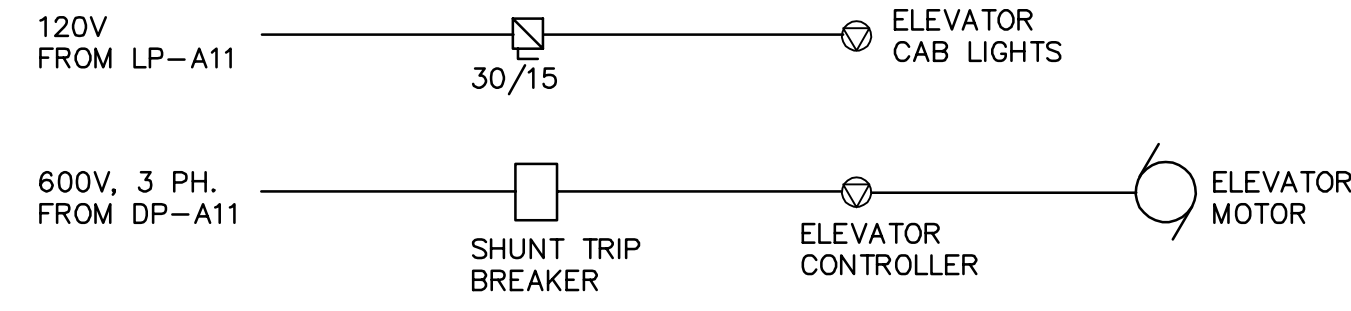 120V
FROM LP-A11
30/15
ELEVATOR
CAB LIGHTS
600V, 3 PH.
FROM DP-A11
SHUNT TRIP
BREAKER
ELEVATOR
CONTROLLER
ELEVATOR
MOTOR